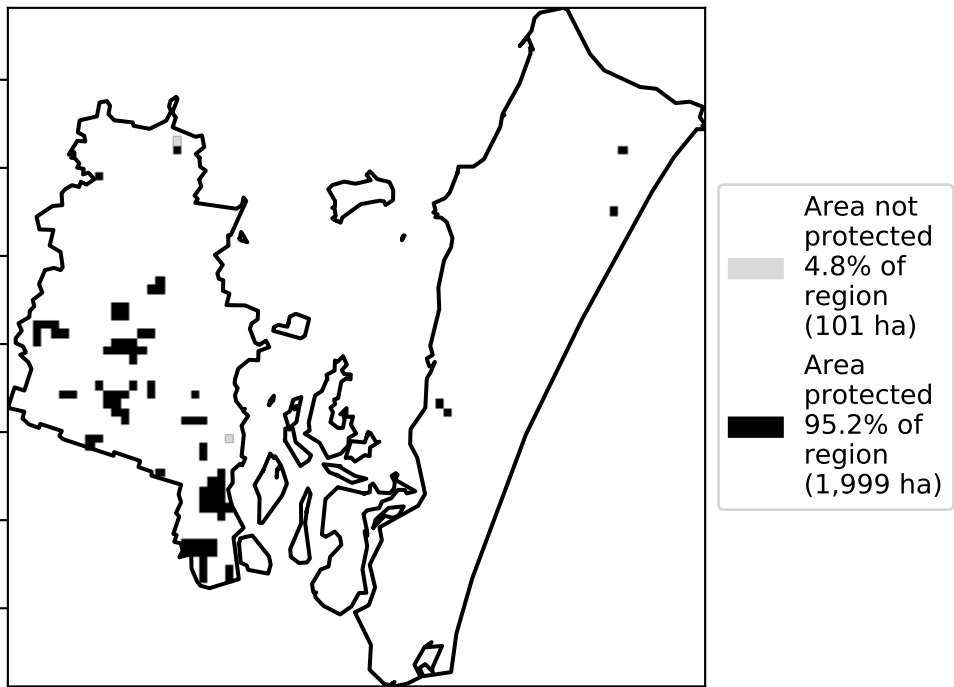 Area not
protected
4.8% of
region
(101 ha)
Area
protected
95.2% of
region
(1,999 ha)